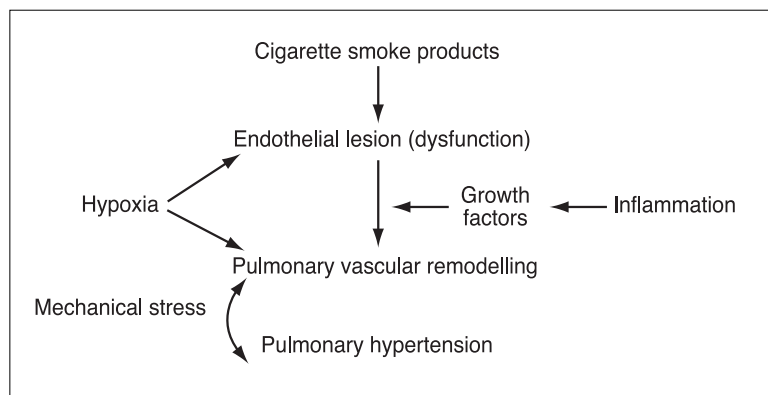 Cigarette smoke products
Endothelial lesion (dysfunction)
Hypoxia
Growth
factors
Inflammation
Pulmonary vascular remodelling
Mechanical stress
Pulmonary hypertension